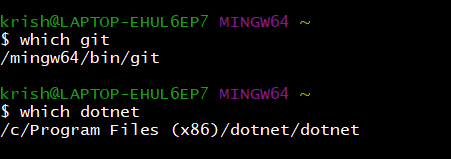 krish@LAPTOP-EHUL6EP7 MINGW64 ~
$ which git
/mingw64/bin/git
krish@LAPTOP-EHUL6EP7 MINGW64 ~
$ which dotnet
/c/Program Files (x86)/dotnet/dotnet